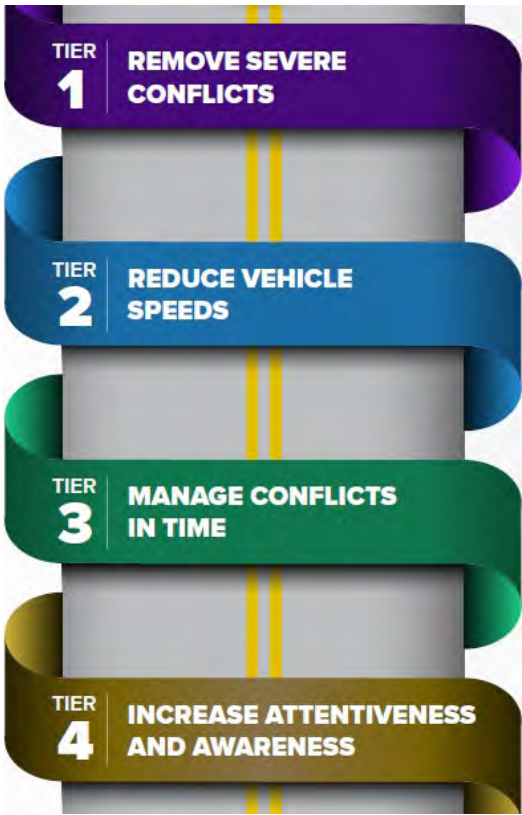 TIER
1
REMOVE SEVERE
CONFLICTS
TIER
2
REDUCE VEHICLE
SPEEDS
TIER
3
MANAGE CONFLICTS
IN TIME
TIER
4
INCREASE ATTENTIVENESS
AND AWARENESS